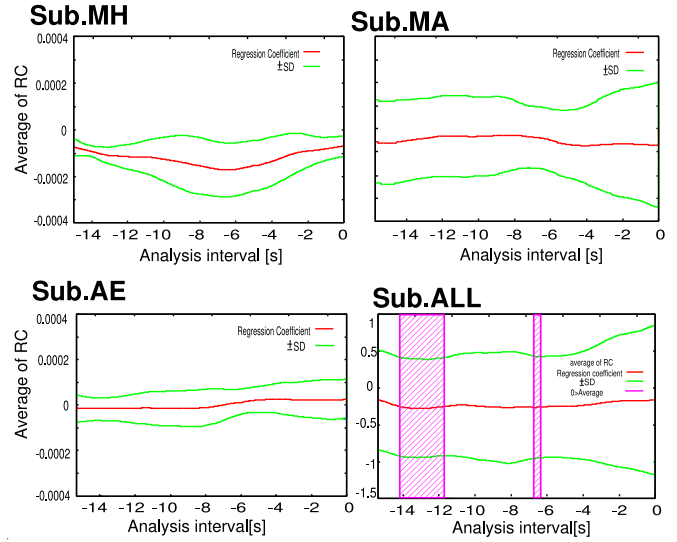 Sub.MH
Sub.MA
0.0004
0.0002
0
-0.0002
-0.0004
Average of RC
Regression Coefficient
±SD
-14 -12 -10 -8 -6 -4 -2 0
Analysis interval [s]
Regression Coefficient
±SD
-14 -12 -10 -8 -6 -4 -2 0
Analysis interval [s]
Sub.AE
Sub.ALL
0.0004
0.0002
0
-0.0002
-0.0004
Average of RC
Regression Coefficient
±SD
-14 -12 -10 -8 -6 -4 -2 0
Analysis interval[s]
1
0.5
0
-0.5
-1
-1.5
average of RC
Regression coefficient
±SD
0>Average
-14 -12 -10 -8 -6 -4 -2 0
Analysis interval[s]